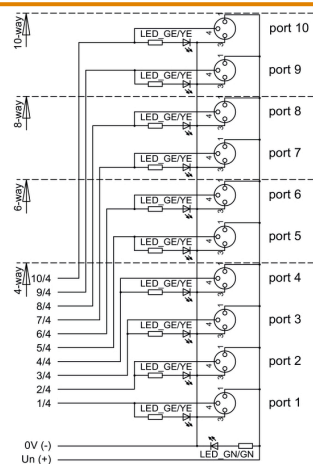 10-way
LED_GE/YE
4
1
3
port 10
LED_GE/YE
4
1
3
port 9
8-way
LED_GE/YE
4
1
3
port 8
LED_GE/YE
4
1
3
port 7
6-way
LED_GE/YE
4
1
3
port 6
LED_GE/YE
4
1
3
port 5
4-way
10/4
LED_GE/YE
4
1
3
port 4
9/4
8/4
7/4
LED_GE/YE
4
1
3
port 3
6/4
5/4
4/4
LED_GE/YE
4
1
3
port 2
3/4
2/4
1/4
LED_GE/YE
4
1
3
port 1
0V (-)
LED_GN/GN
Un (+)